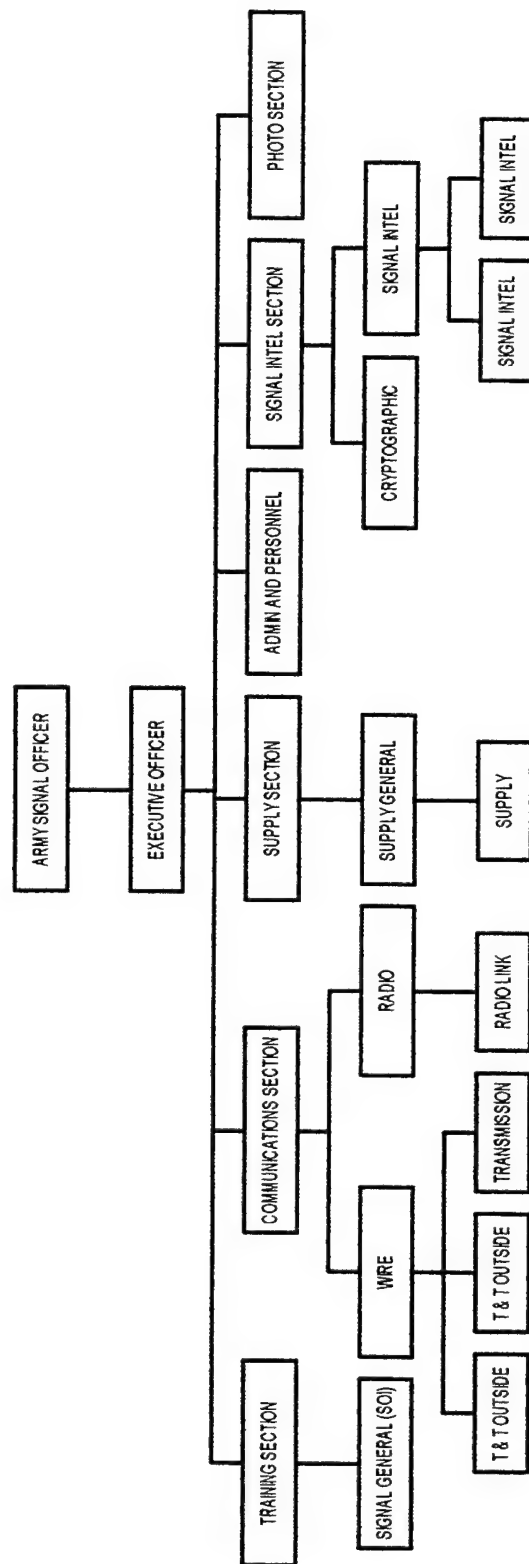 ARMY SIGNAL OFFICER
EXECUTIVE OFFICER
TRAINING SECTION
COMMUNICATIONS SECTION
SUPPLY SECTION
ADMIN AND PERSONNEL
SIGNAL INTEL SECTION
PHOTO SECTION
SIGNAL GENERAL (SOI)
WIRE
RADIO
SUPPLY GENERAL
CRYPTOGRAPHIC
SIGNAL INTEL
T & T OUTSIDE
T & T OUTSIDE
TRANSMISSION
RADIO LINK
SUPPLY
SIGNAL INTEL
SIGNAL INTEL